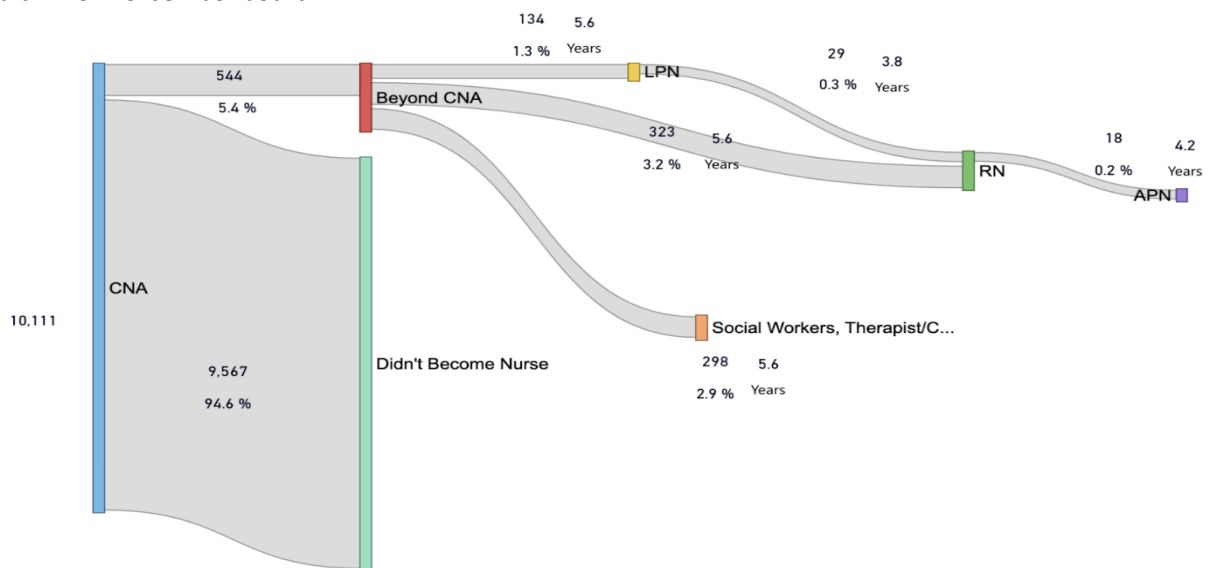 134
5.6
1.3 %
Years
29
3.8
0.3 %
Years
LPN
544
Beyond CNA
5.4 %
323
5.6
3.2 %
Years
RN
18
4.2
0.2 %
Years
APN
CNA
10,111
Social Workers, Therapist/C...
298
5.6
2.9 %
Years
9,567
94.6 %
Didn't Become Nurse